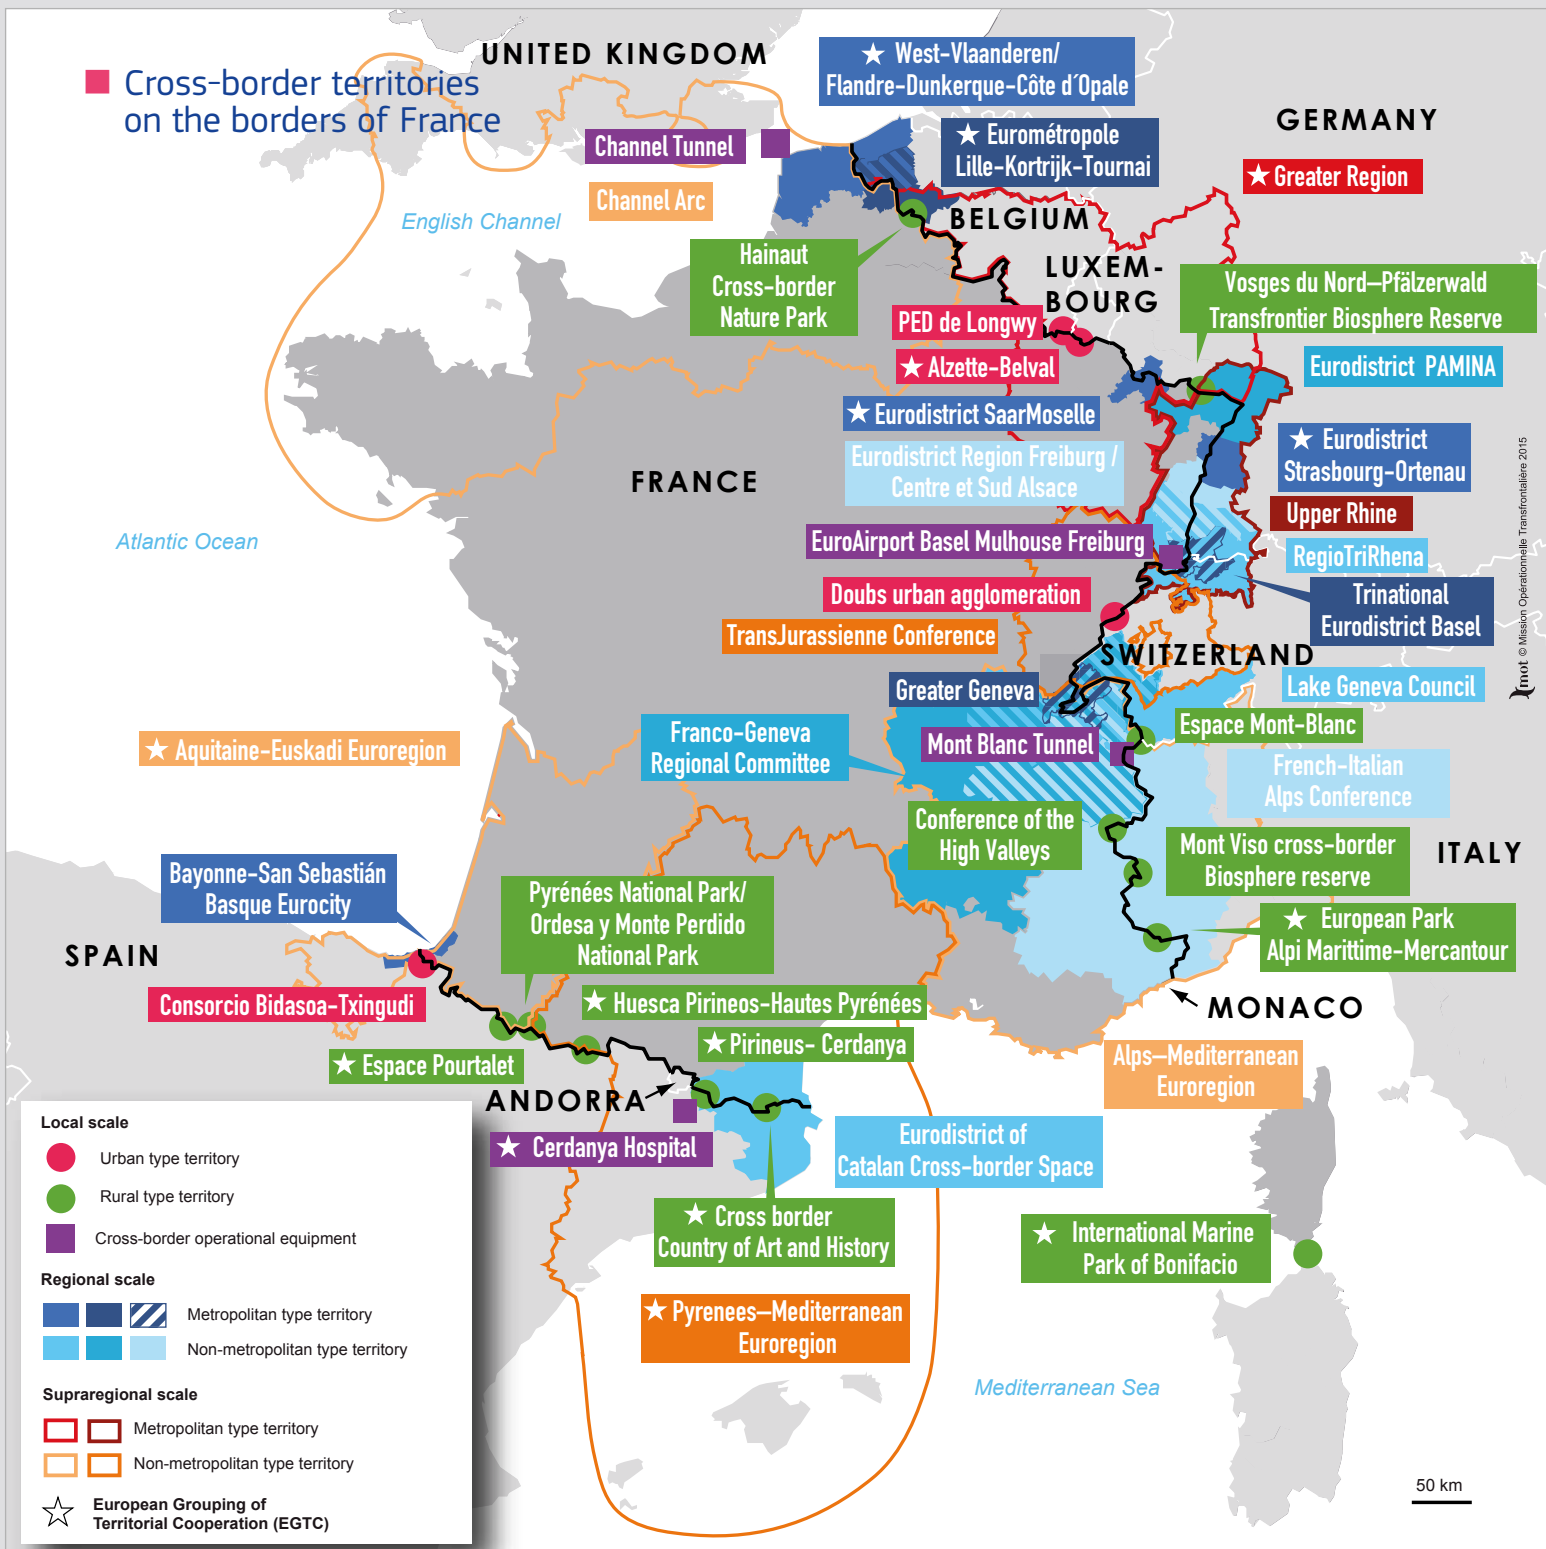 Cross-border territories
on the borders of France
UNITED KINGDOM
★ West-Vlaanderen/
Flandre-Dunkerque-Côte d´Opale
GERMANY
Channel Tunnel
★ Eurométropole
Lille-Kortrijk-Tournai
★ Greater Region
Channel Arc
English Channel
BELGIUM
Hainaut
Cross-border
Nature Park
LUXEM-
BOURG
Vosges du Nord–Pfälzerwald
Transfrontier Biosphere Reserve
PED de Longwy
★ Alzette-Belval
Eurodistrict PAMINA
★ Eurodistrict SaarMoselle
★ Eurodistrict
Strasbourg-Ortenau
Eurodistrict Region Freiburg /
Centre et Sud Alsace
FRANCE
Upper Rhine
Atlantic Ocean
EuroAirport Basel Mulhouse Freiburg
RegioTriRhena
Doubs urban agglomeration
Trinational
Eurodistrict Basel
TransJurassienne Conference
SWITZERLAND
mot © Mission Opérationnelle Transfrontalière 2015
Greater Geneva
Lake Geneva Council
Aquitaine-Euskadi Euroregion
★
Franco-Geneva
Regional Committee
Mont Blanc Tunnel
Espace Mont-Blanc
French-Italian
Alps Conference
Conference of the
High Valleys
Mont Viso cross-border
Biosphere reserve
ITALY
Bayonne-San Sebastián
Basque Eurocity
Pyrénées National Park/
Ordesa y Monte Perdido
National Park
★ European Park
Alpi Marittime-Mercantour
SPAIN
Consorcio Bidasoa-Txingudi
★ Huesca Pirineos-Hautes Pyrénées
MONACO
★ Pirineus- Cerdanya
★ Espace Pourtalet
Alps–Mediterranean
Euroregion
ANDORRA
★ Cerdanya Hospital
Eurodistrict of
Catalan Cross-border Space
★ Cross border
Country of Art and History
★ International Marine
Park of Bonifacio
★ Pyrenees–Mediterranean
Euroregion
Mediterranean Sea
Local scale
Urban type territory
Rural type territory
Cross-border operational equipment
Regional scale
Metropolitan type territory
Non-metropolitan type territory
Supraregional scale
Metropolitan type territory
Non-metropolitan type territory
☆ European Grouping of
Territorial Cooperation (EGTC)
50 km